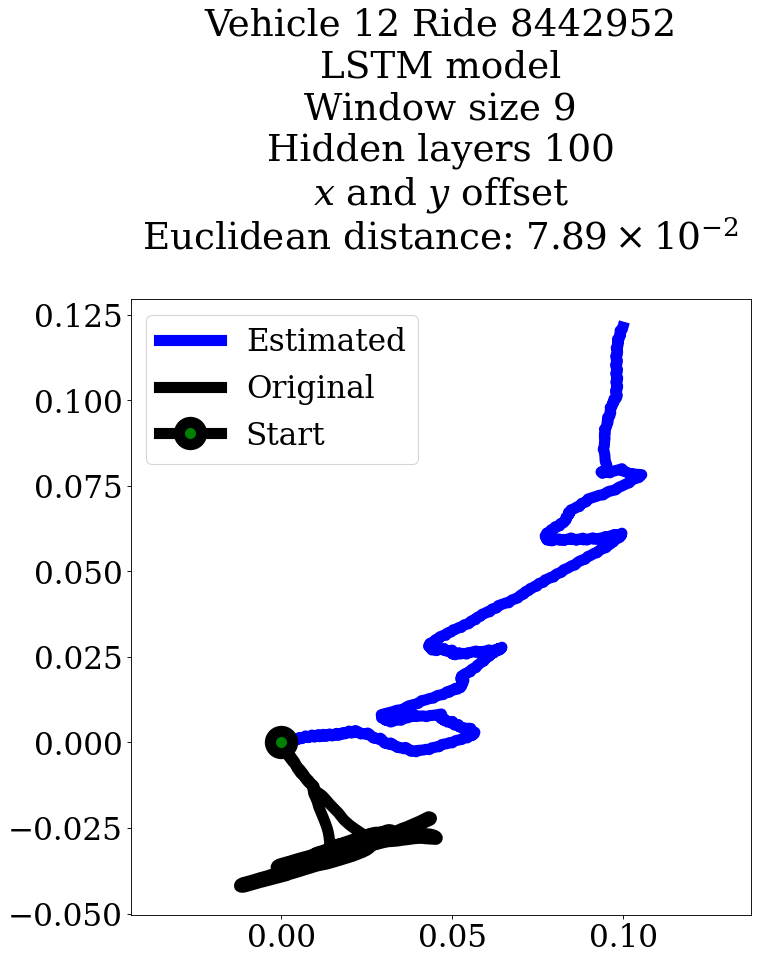 Vehicle 12 Ride 8442952
LSTM model
Window size 9
Hidden layers 100
x and y offset
Euclidean distance: 7.89 × 10⁻²
0.125
0.100
0.075
0.050
0.025
0.000
−0.025
−0.050
Estimated
Original
Start
0.00 0.05 0.10